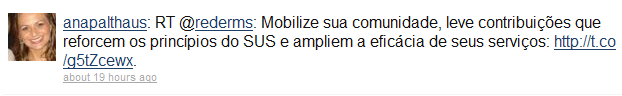 anapalthaus: RT @rederms: Mobilize sua comunidade, leve contribuições que
reforcem os princípios do SUS e ampliem a eficácia de seus serviços: http://t.co
/g5tZcewx.
about 19 hours ago